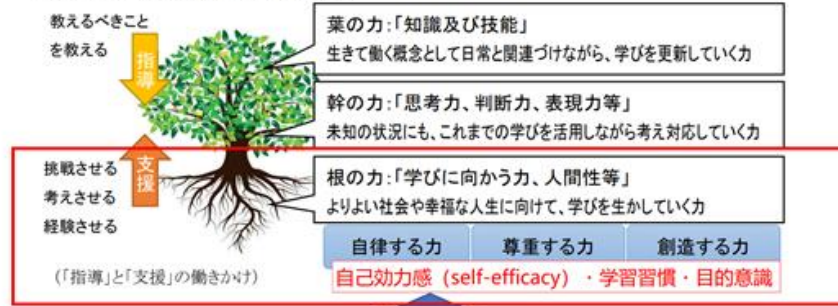 教えるべきこと
を教える
指導
葉の力:「知識及び技能」
生きて働く概念として日常と関連づけながら、学びを更新していく力
幹の力:「思考力、判断力、表現力等」
未知の状況にも、これまでの学びを活用しながら考え対応していく力
挑戦させる
考えさせる
経験させる
支援
根の力:「学びに向かう力、人間性等」
よりよい社会や幸福な人生に向けて、学びを生かしていく力
自律する力
尊重する力
創造する力
(「指導」と「支援」の働きかけ)
自己効力感(self-efficacy)・学習習慣・目的意識